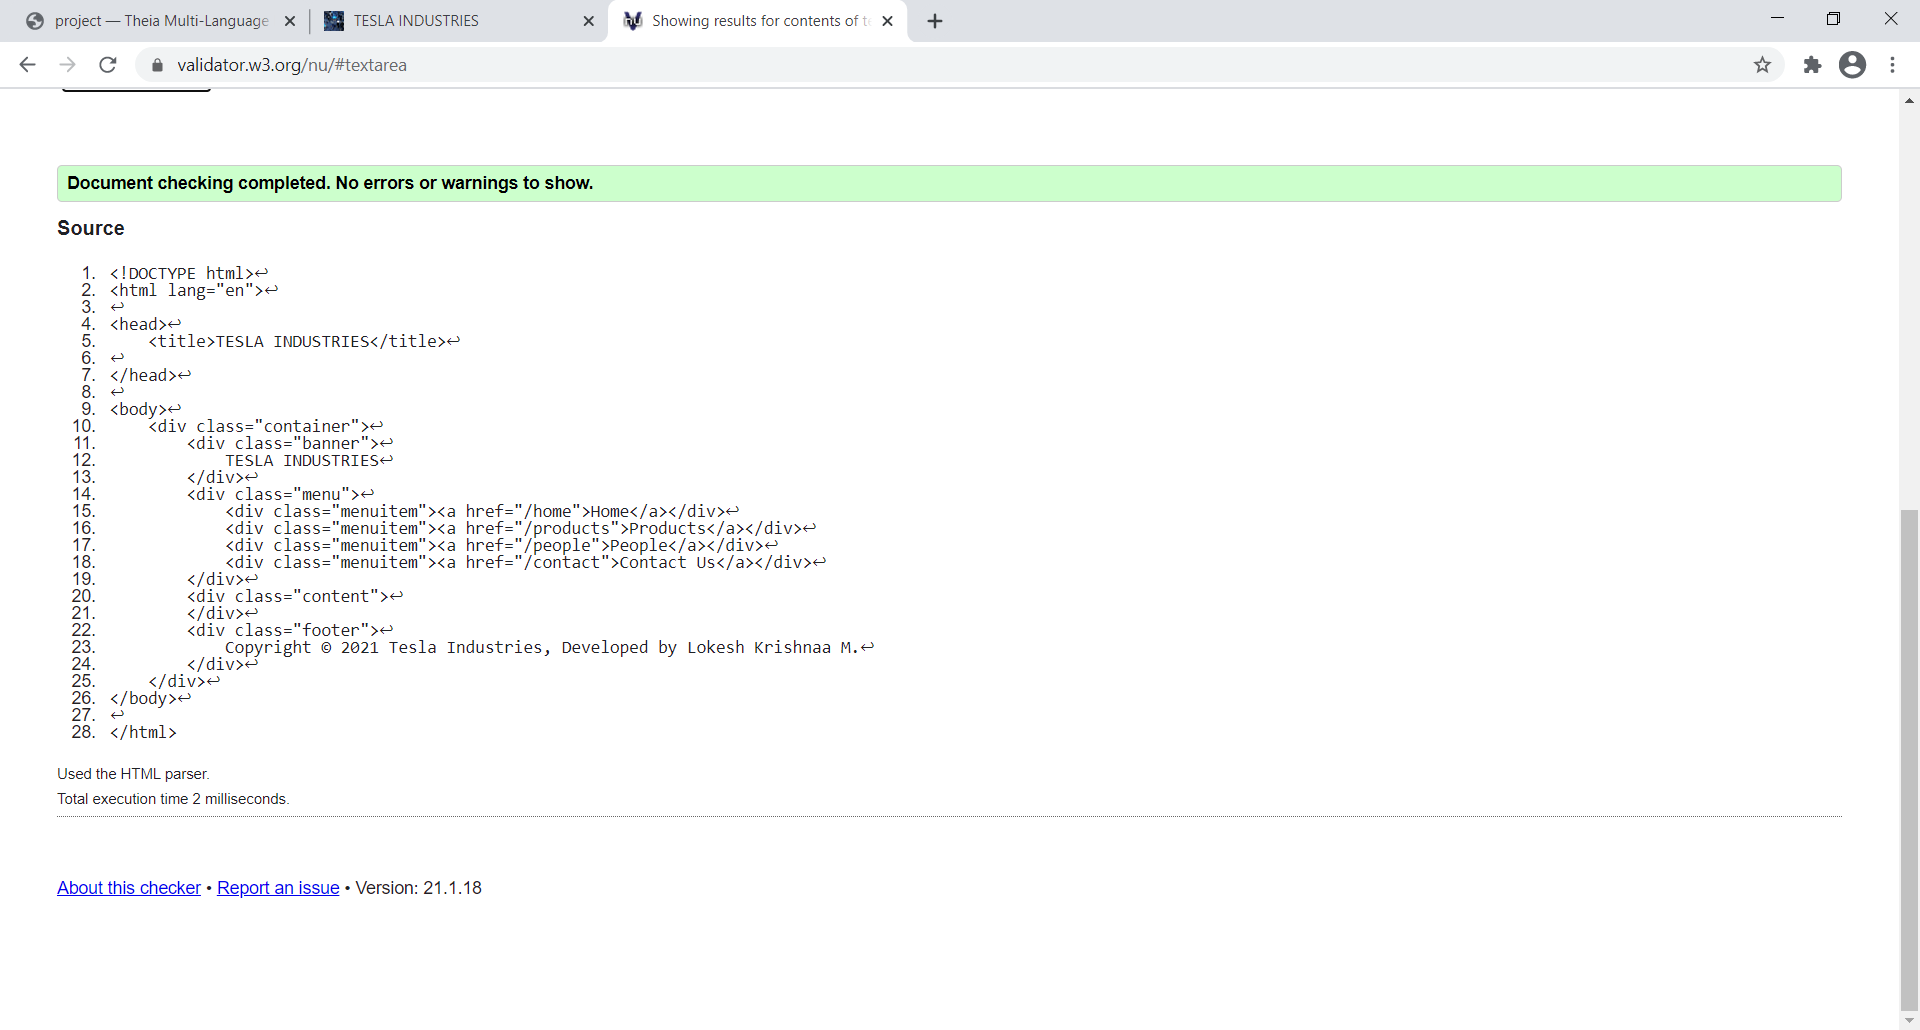 project — Theia Multi-Language
TESLA INDUSTRIES
Showing results for contents of te
validator.w3.org/nu/#textarea
Document checking completed. No errors or warnings to show.
Source
1. <!DOCTYPE html>↩
2. <html lang="en">↩
3. ↩
4. <head>↩
5.     <title>TESLA INDUSTRIES</title>↩
6. ↩
7. </head>↩
8. ↩
9. <body>↩
10.     <div class="container">↩
11.         <div class="banner">↩
12.             TESLA INDUSTRIES↩
13.         </div>↩
14.         <div class="menu">↩
15.             <div class="menuitem"><a href="/home">Home</a></div>↩
16.             <div class="menuitem"><a href="/products">Products</a></div>↩
17.             <div class="menuitem"><a href="/people">People</a></div>↩
18.             <div class="menuitem"><a href="/contact">Contact Us</a></div>↩
19.         </div>↩
20.         <div class="content">↩
21.         </div>↩
22.         <div class="footer">↩
23.             Copyright © 2021 Tesla Industries, Developed by Lokesh Krishnaa M.↩
24.         </div>↩
25.     </div>↩
26. </body>↩
27. ↩
28. </html>
Used the HTML parser.
Total execution time 2 milliseconds.
About this checker • Report an issue • Version: 21.1.18